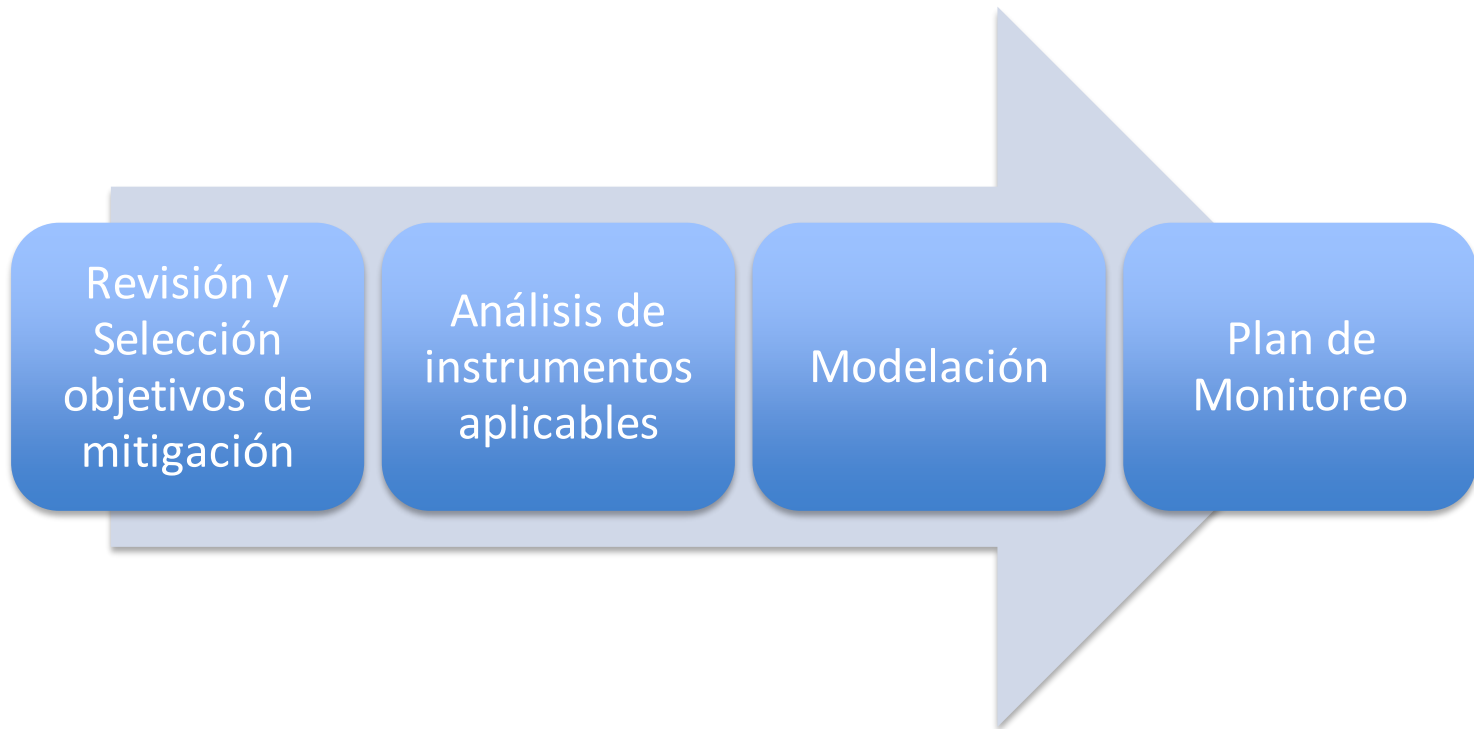 Revisión y
Selección
objetivos de
mitigación
Análisis de
instrumentos
aplicables
Modelación
Plan de
Monitoreo